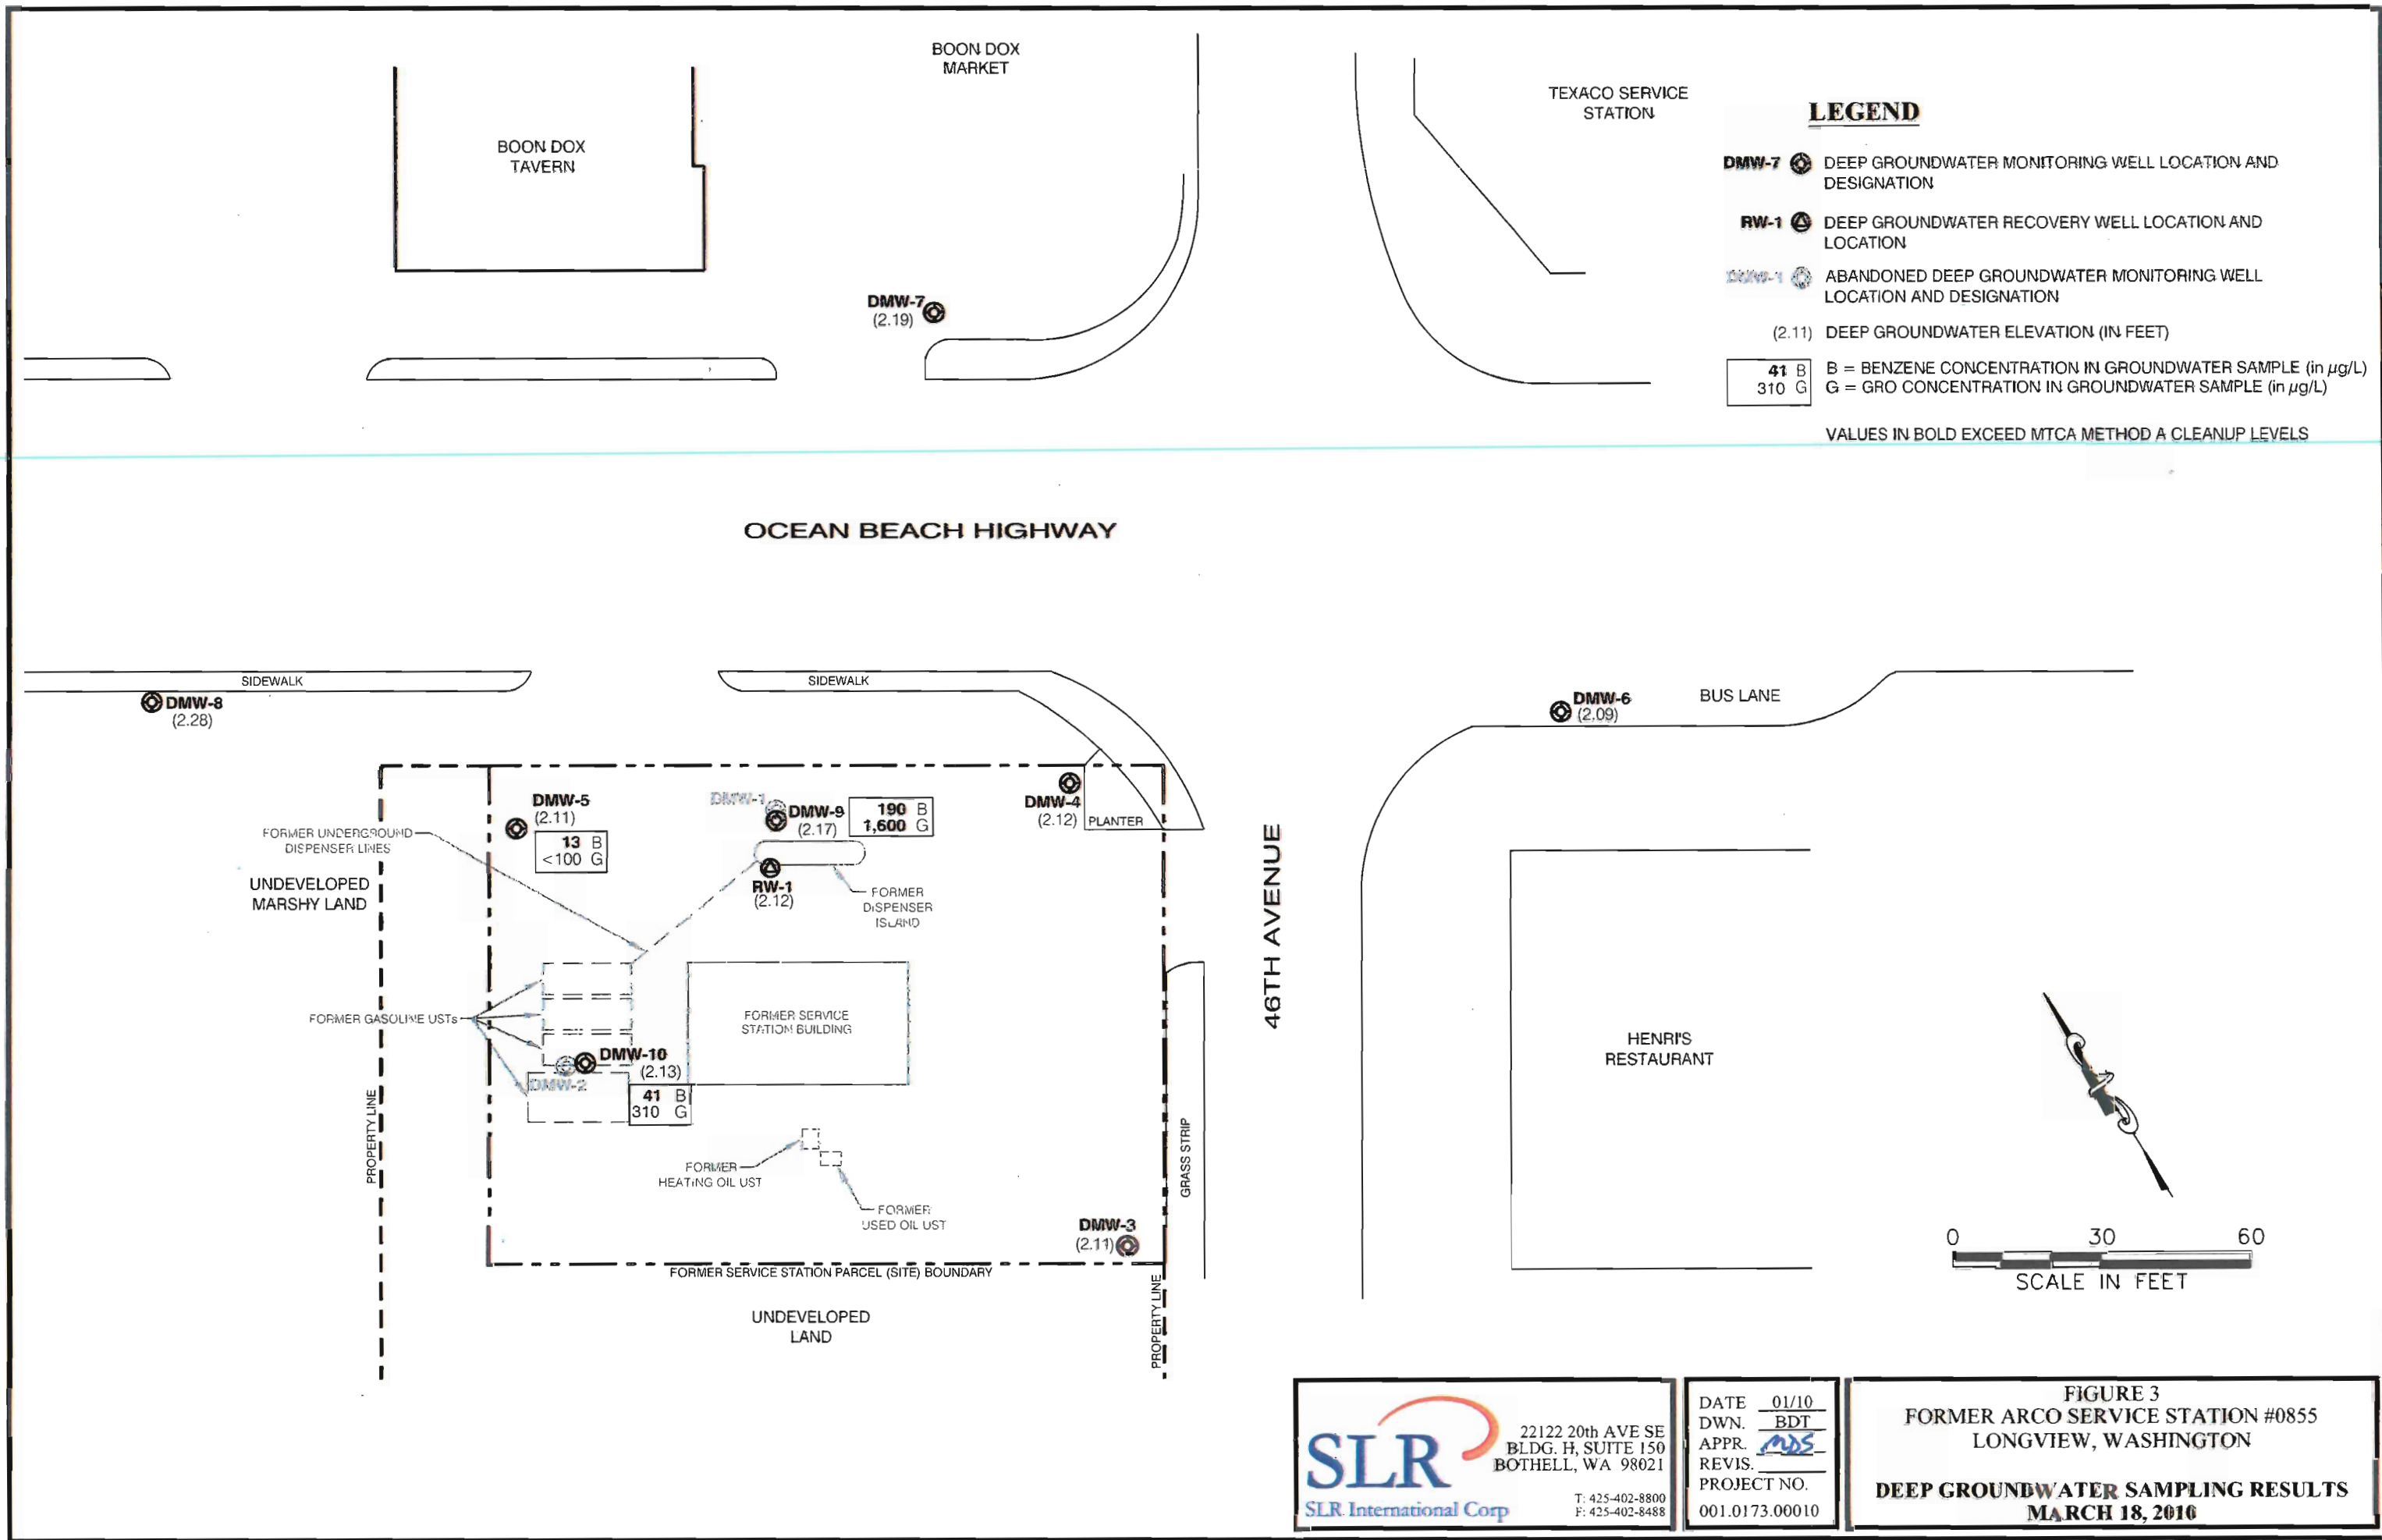 BOON DOX
MARKET
BOON DOX
TAVERN
TEXACO SERVICE
STATION
LEGEND
DMW-7 DEEP GROUNDWATER MONITORING WELL LOCATION AND
DESIGNATION
RW-1 DEEP GROUNDWATER RECOVERY WELL LOCATION AND
LOCATION
DMW-1 ABANDONED DEEP GROUNDWATER MONITORING WELL
LOCATION AND DESIGNATION
(2.11) DEEP GROUNDWATER ELEVATION (IN FEET)
41 B B = BENZENE CONCENTRATION IN GROUNDWATER SAMPLE (in µg/L)
310 G G = GRO CONCENTRATION IN GROUNDWATER SAMPLE (in µg/L)
VALUES IN BOLD EXCEED MTCA METHOD A CLEANUP LEVELS
DMW-7
(2.19)
OCEAN BEACH HIGHWAY
SIDEWALK
SIDEWALK
DMW-8
(2.28)
DMW-6
(2.09)
BUS LANE
DMW-5
(2.11)
13 B
<100 G
DMW-1
DMW-9
(2.17)
190 B
1,600 G
DMW-4
(2.12)
PLANTER
FORMER UNDERGROUND
DISPENSER LINES
UNDEVELOPED
MARSHY LAND
RW-1
(2.12)
FORMER
DISPENSER
ISLAND
46TH AVENUE
FORMER GASOLINE USTs
FORMER SERVICE
STATION BUILDING
DMW-10
(2.13)
DMW-2
41 B
310 G
HENRI'S
RESTAURANT
PROPERTY LINE
FORMER
HEATING OIL UST
FORMER
USED OIL UST
GRASS STRIP
DMW-3
(2.11)
FORMER SERVICE STATION PARCEL (SITE) BOUNDARY
PROPERTY LINE
UNDEVELOPED
LAND
0 30 60
SCALE IN FEET
SLR
SLR International Corp
22122 20th AVE SE
BLDG. H, SUITE 150
BOTHELL, WA 98021
T: 425-402-8800
F: 425-402-8488
DATE 01/10
DWN. BDT
APPR. MDS
REVIS.
PROJECT NO.
001.0173.00010
FIGURE 3
FORMER ARCO SERVICE STATION #0855
LONGVIEW, WASHINGTON
DEEP GROUNDWATER SAMPLING RESULTS
MARCH 18, 2010